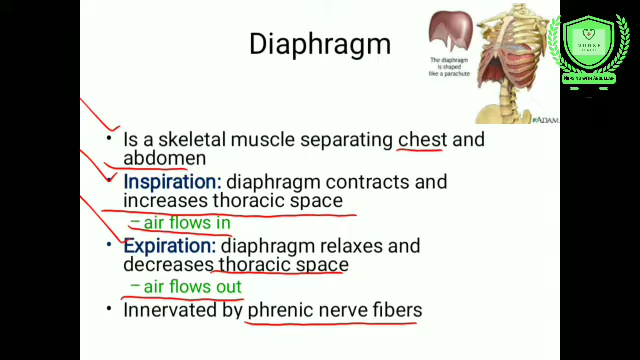 Diaphragm
The diaphragm
is shaped
like a parachute
#ADAM.
NURSE
• Is a skeletal muscle separating chest and
abdomen
• Inspiration: diaphragm contracts and
increases thoracic space
– air flows in
• Expiration: diaphragm relaxes and
decreases thoracic space
– air flows out
• Innervated by phrenic nerve fibers